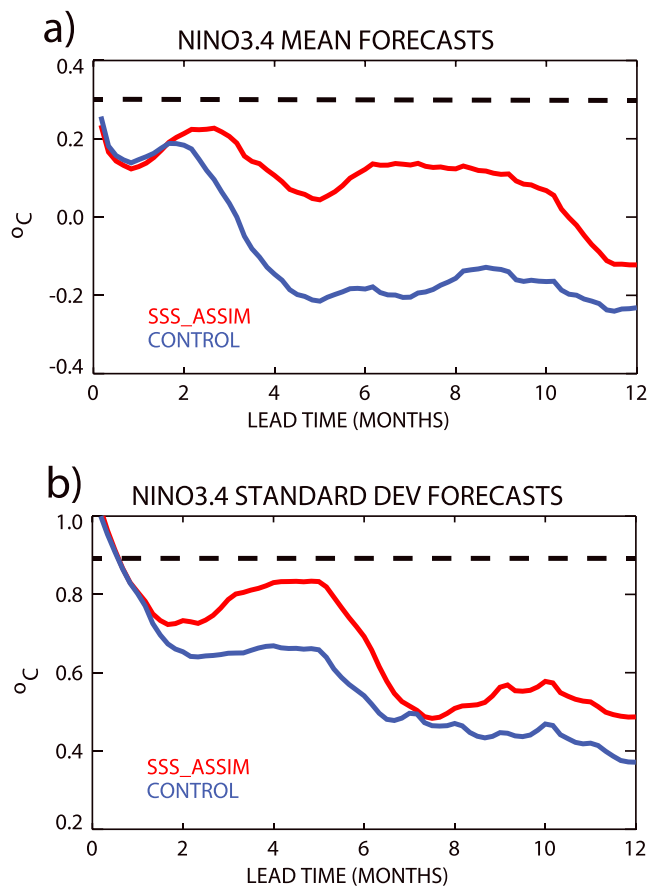 a)
NINO3.4 MEAN FORECASTS
0.4
0.2
0.0
-0.2
-0.4
oC
SSS_ASSIM
CONTROL
0 2 4 6 8 10 12
LEAD TIME (MONTHS)
b)
NINO3.4 STANDARD DEV FORECASTS
1.0
0.8
0.6
0.4
0.2
oC
SSS_ASSIM
CONTROL
0 2 4 6 8 10 12
LEAD TIME (MONTHS)